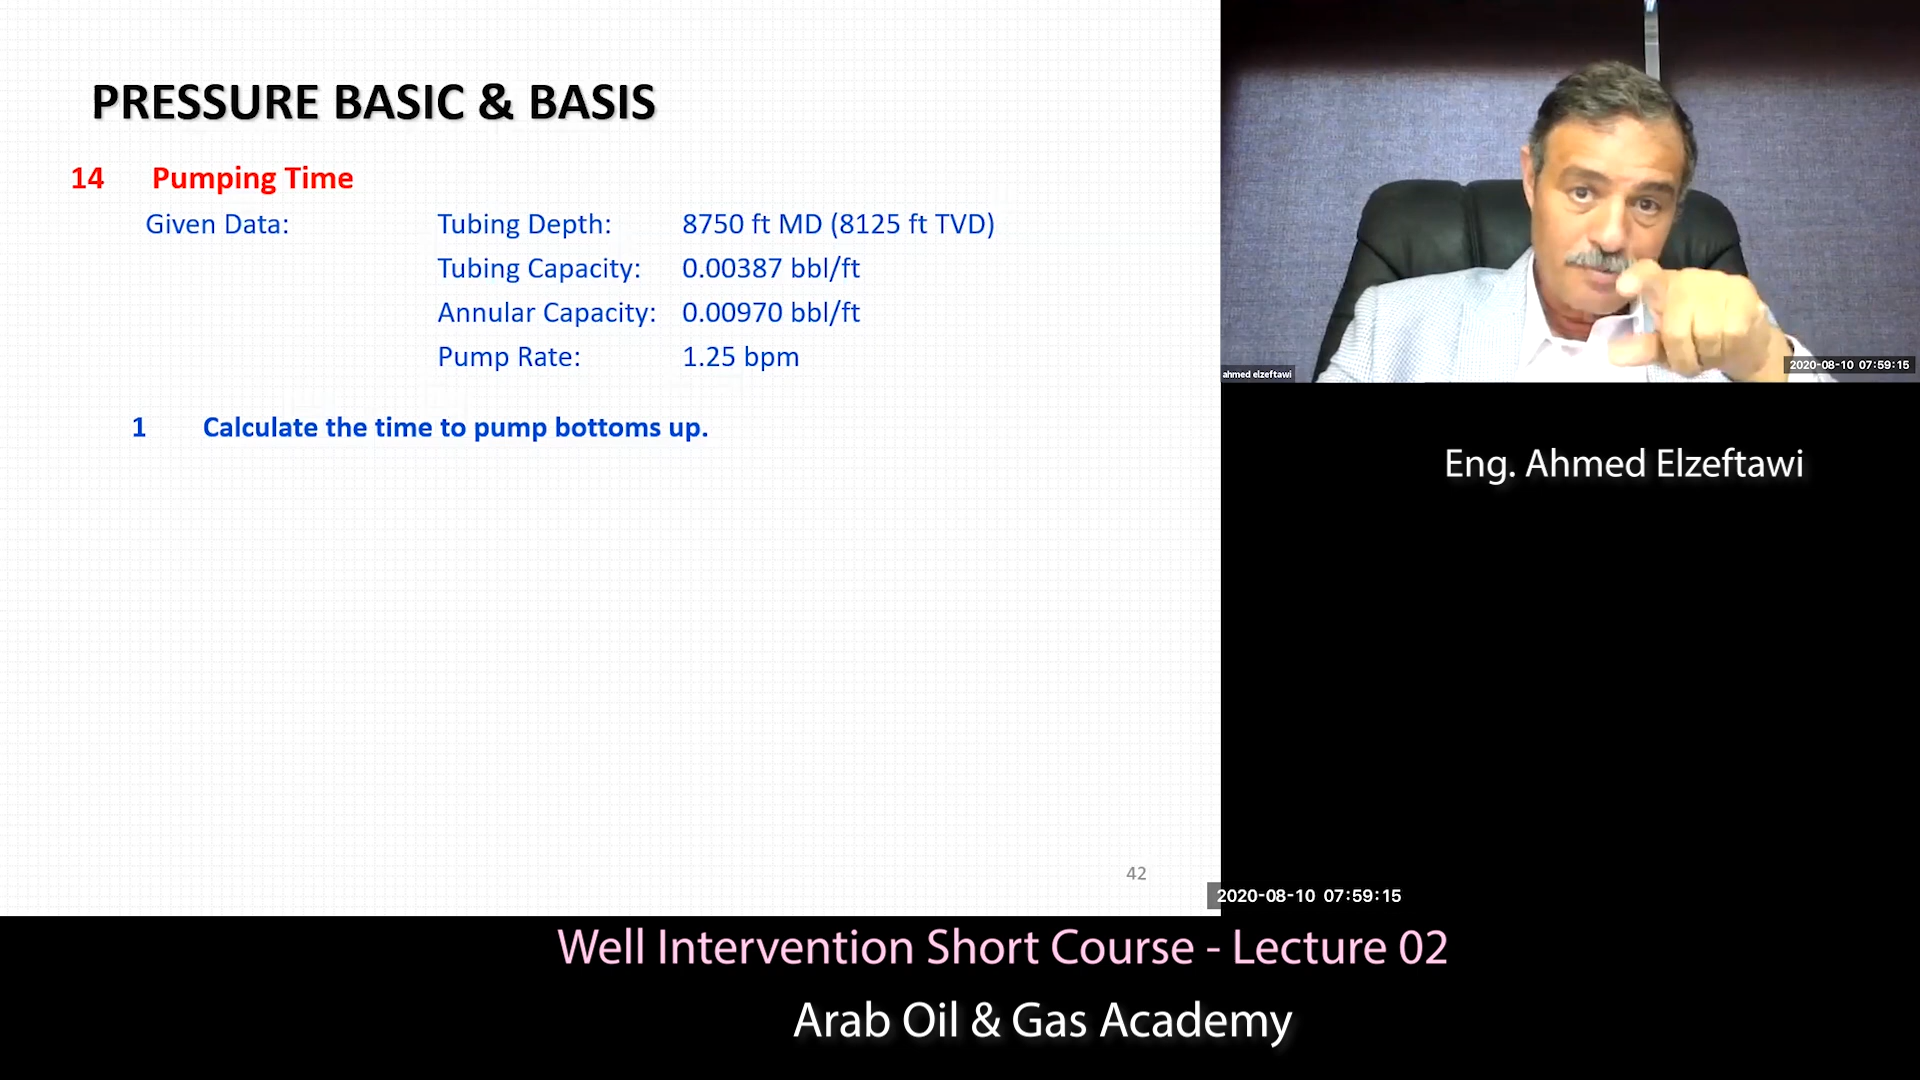 PRESSURE BASIC & BASIS
14 Pumping Time
Given Data: Tubing Depth: 8750 ft MD (8125 ft TVD)
Tubing Capacity: 0.00387 bbl/ft
Annular Capacity: 0.00970 bbl/ft
Pump Rate: 1.25 bpm
1 Calculate the time to pump bottoms up.
42
ahmed elzeftawi
2020-08-10 07:59:15
Eng. Ahmed Elzeftawi
2020-08-10 07:59:15
Well Intervention Short Course - Lecture 02
Arab Oil & Gas Academy